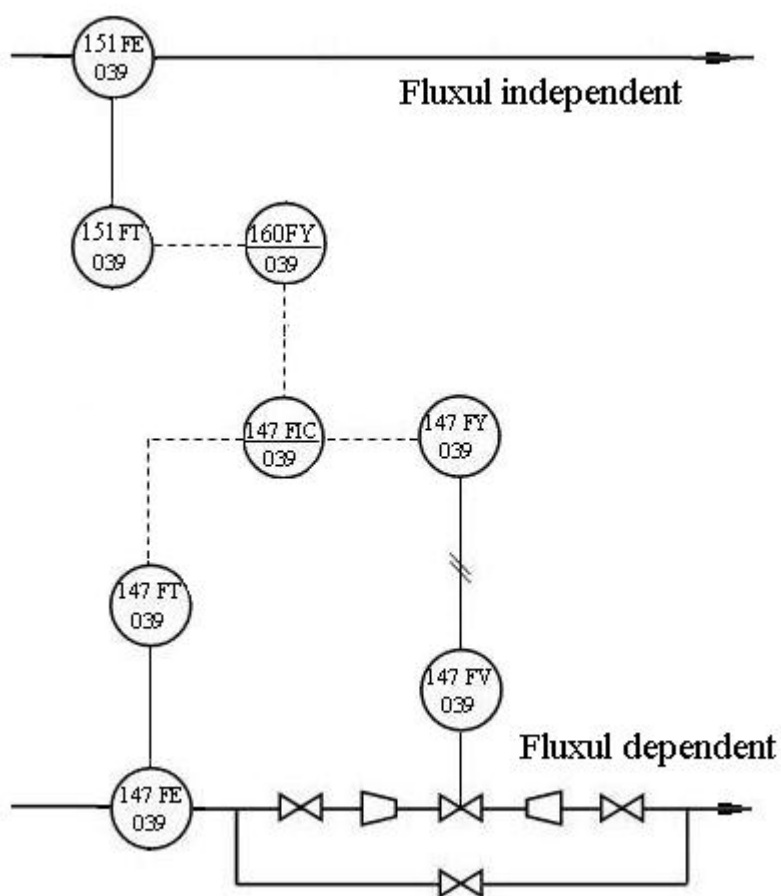 151 FE
039
Fluxul independent
151 FT
039
160FY
039
147 FIC
039
147 FY
039
147 FT
039
147 FV
039
Fluxul dependent
147 FE
039